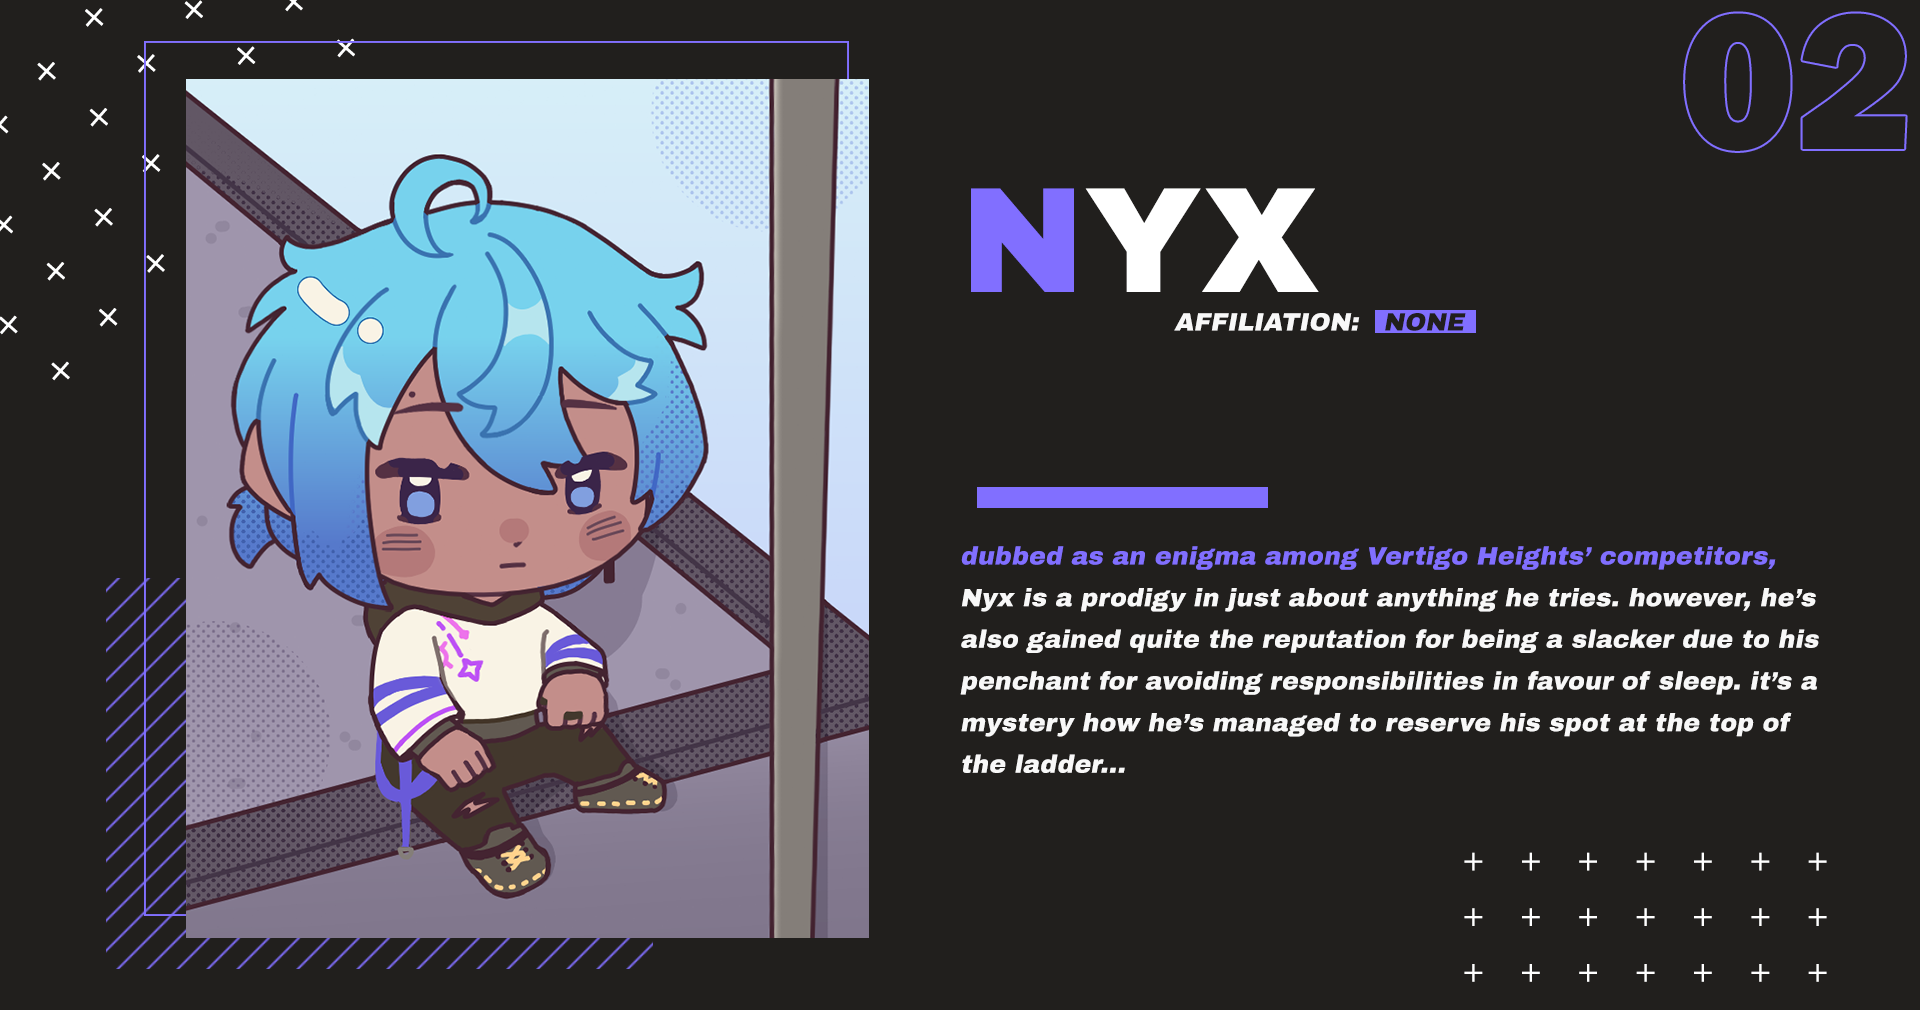 02
NYX
AFFILIATION: NONE
dubbed as an enigma among Vertigo Heights’ competitors,
Nyx is a prodigy in just about anything he tries. however, he’s
also gained quite the reputation for being a slacker due to his
penchant for avoiding responsibilities in favour of sleep. it’s a
mystery how he’s managed to reserve his spot at the top of
the ladder...